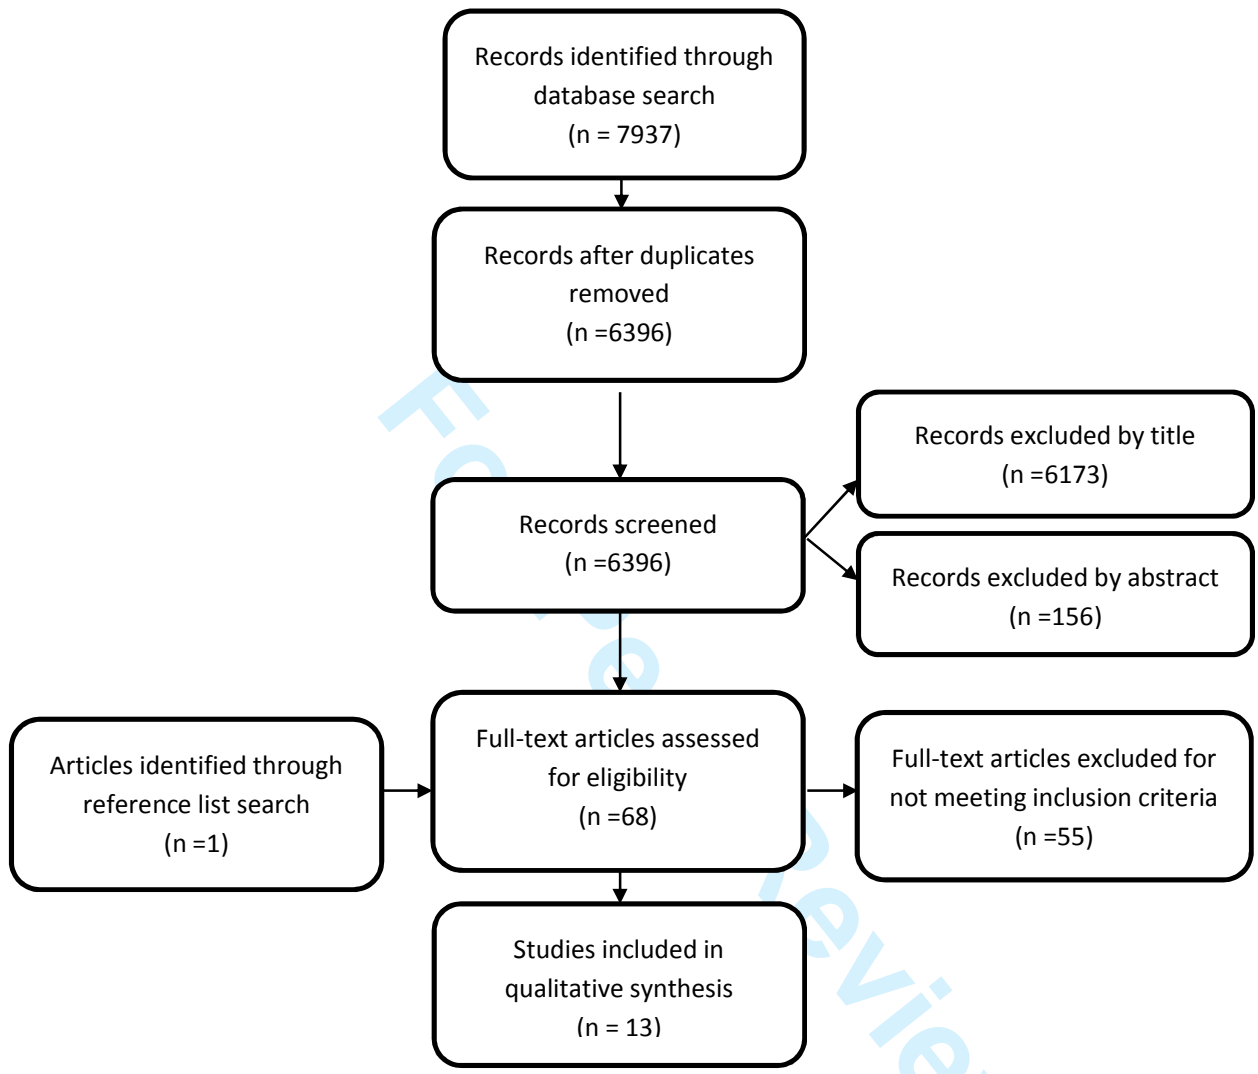 Records identified through
database search
(n = 7937)
Records after duplicates
removed
(n =6396)
Records excluded by title
(n =6173)
Records screened
(n =6396)
Records excluded by abstract
(n =156)
Articles identified through
reference list search
(n =1)
Full-text articles assessed
for eligibility
(n =68)
Full-text articles excluded for
not meeting inclusion criteria
(n =55)
Studies included in
qualitative synthesis
(n = 13)